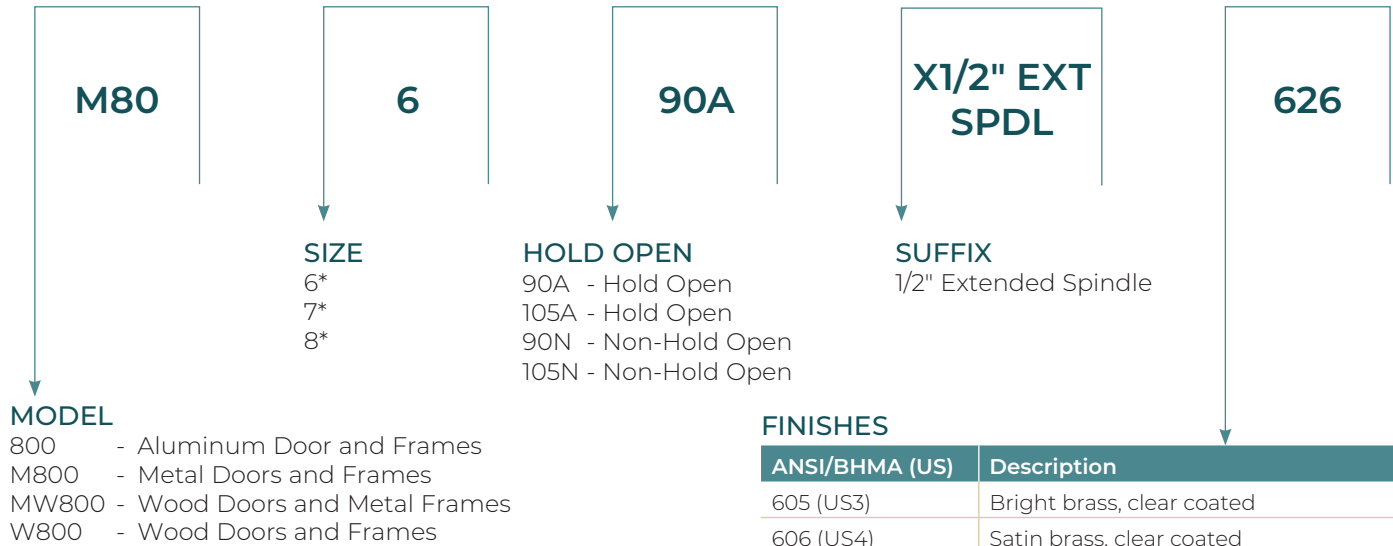 M80
6
90A
X1/2" EXT
SPDL
626
SIZE
6*
7*
8*
HOLD OPEN
90A - Hold Open
105A - Hold Open
90N - Non-Hold Open
105N - Non-Hold Open
SUFFIX
1/2" Extended Spindle
MODEL
800 - Aluminum Door and Frames
M800 - Metal Doors and Frames
MW800 - Wood Doors and Metal Frames
W800 - Wood Doors and Frames
FINISHES
ANSI/BHMA (US) Description
605 (US3) Bright brass, clear coated
606 (US4) Satin brass, clear coated